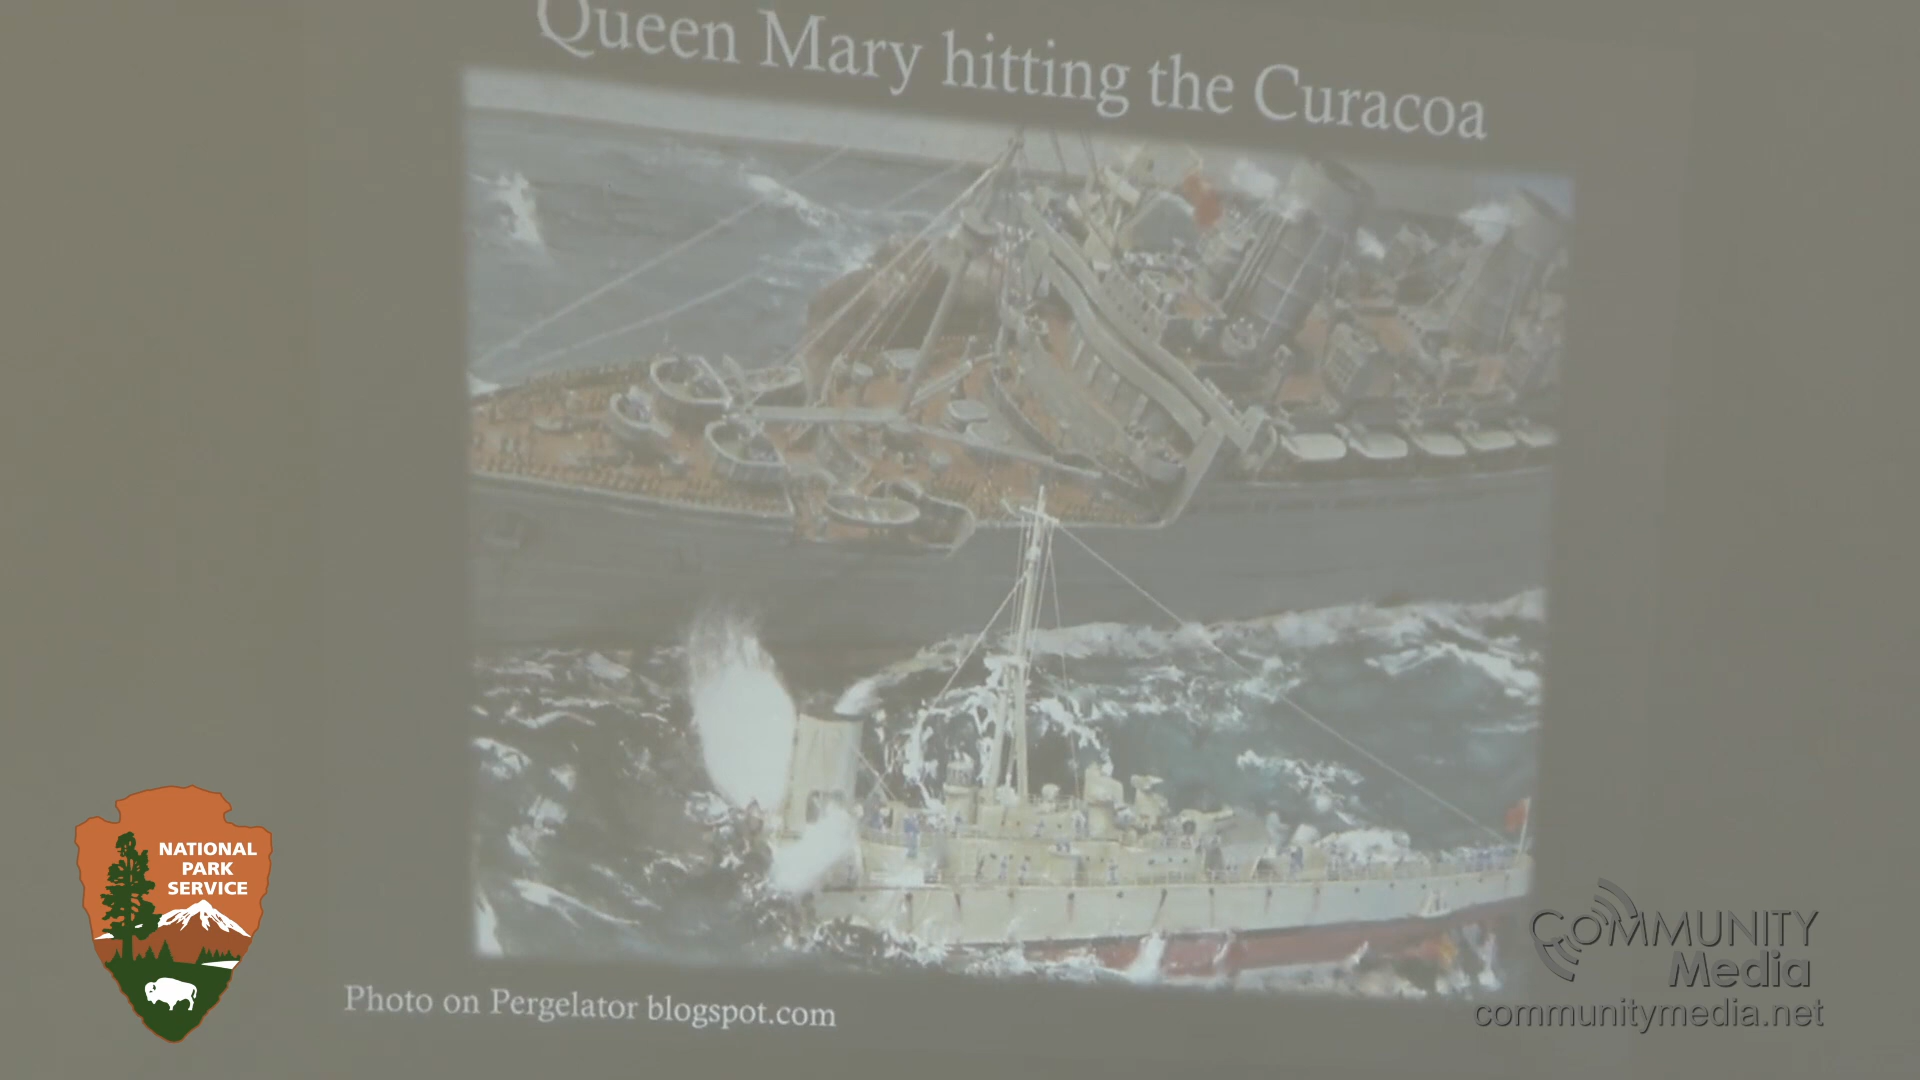 Queen Mary hitting the Curacoa
NATIONAL
PARK
SERVICE
COMMUNITY
Media
Photo on Pergelator blogspot.com
communitymedia.net